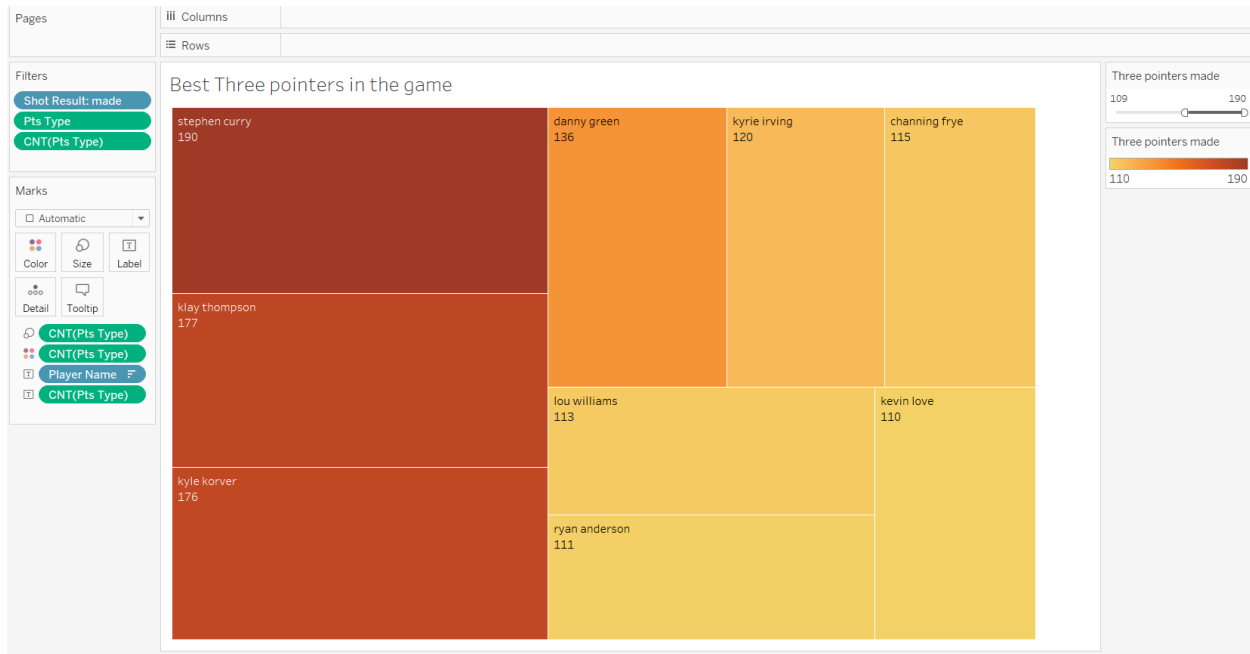 Pages
Columns
Rows
Filters
Shot Result: made
Pts Type
CNT(Pts Type)
Marks
Automatic
Color
Size
T
Label
Detail
Tooltip
CNT(Pts Type)
CNT(Pts Type)
T
Player Name
T
CNT(Pts Type)
Best Three pointers in the game
stephen curry
190
klay thompson
177
kyle korver
176
danny green
136
kyrie irving
120
channing frye
115
lou williams
113
ryan anderson
111
kevin love
110
Three pointers made
109 190
Three pointers made
110 190